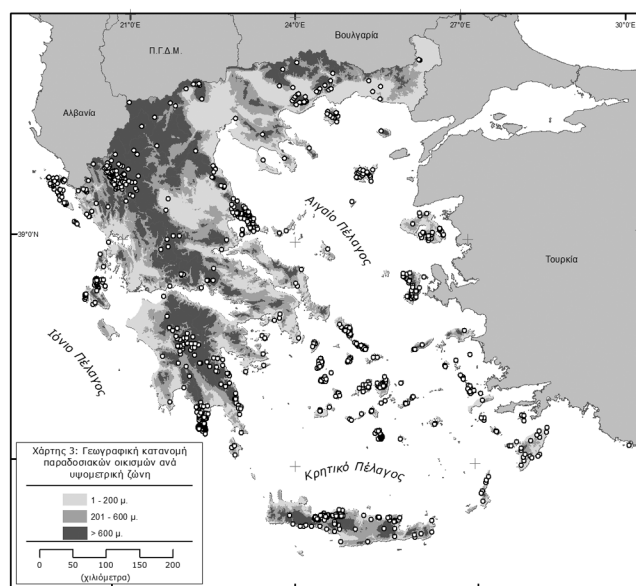 21°0'E
24°0'E
27°0'E
30°0'E
Βουλγαρία
Π.Γ.Δ.Μ.
Αλβανία
Αιγαίο Πέλαγος
39°0'N
Τουρκία
Ιόνιο Πέλαγος
Κρητικό Πέλαγος
Χάρτης 3: Γεωγραφική κατανομή
παραδοσιακών οικισμών ανά
υψομετρική ζώνη
1 - 200 μ.
201 - 600 μ.
> 600 μ.
0 50 100 150 200
(χιλιόμετρα)